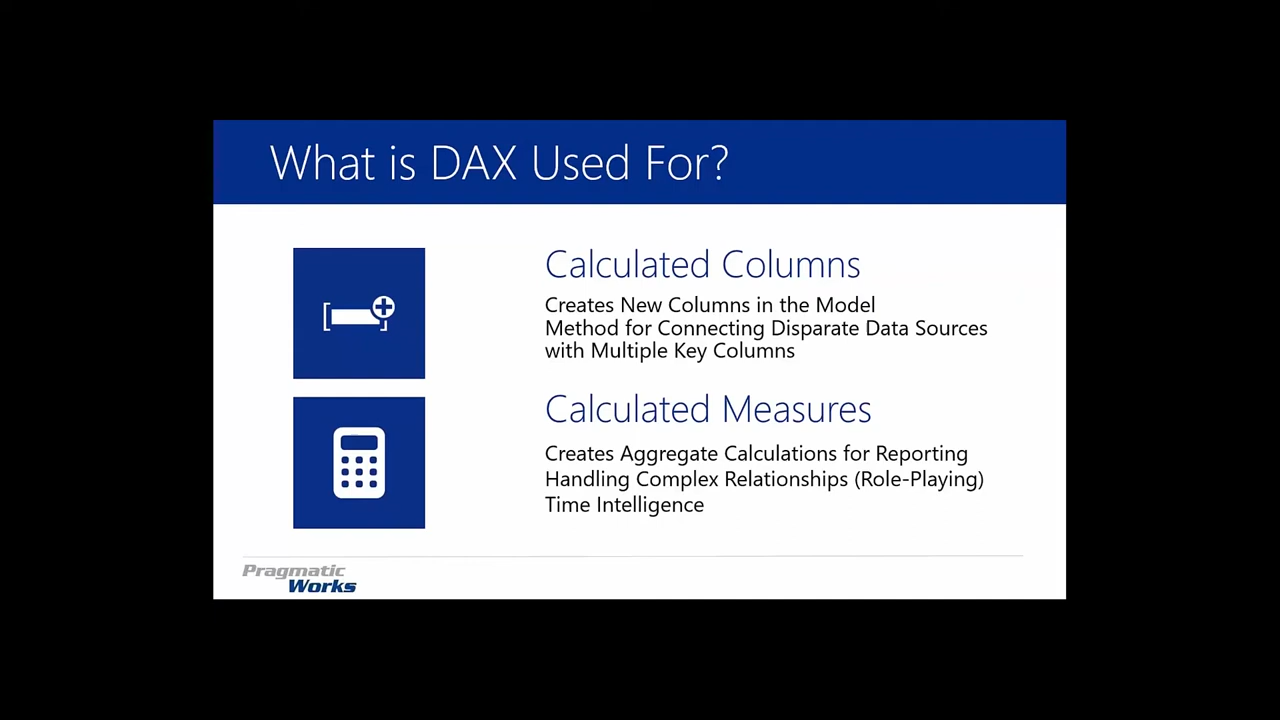 What is DAX Used For?
Calculated Columns
Creates New Columns in the Model
Method for Connecting Disparate Data Sources
with Multiple Key Columns
Calculated Measures
Creates Aggregate Calculations for Reporting
Handling Complex Relationships (Role-Playing)
Time Intelligence
Pragmatic
Works